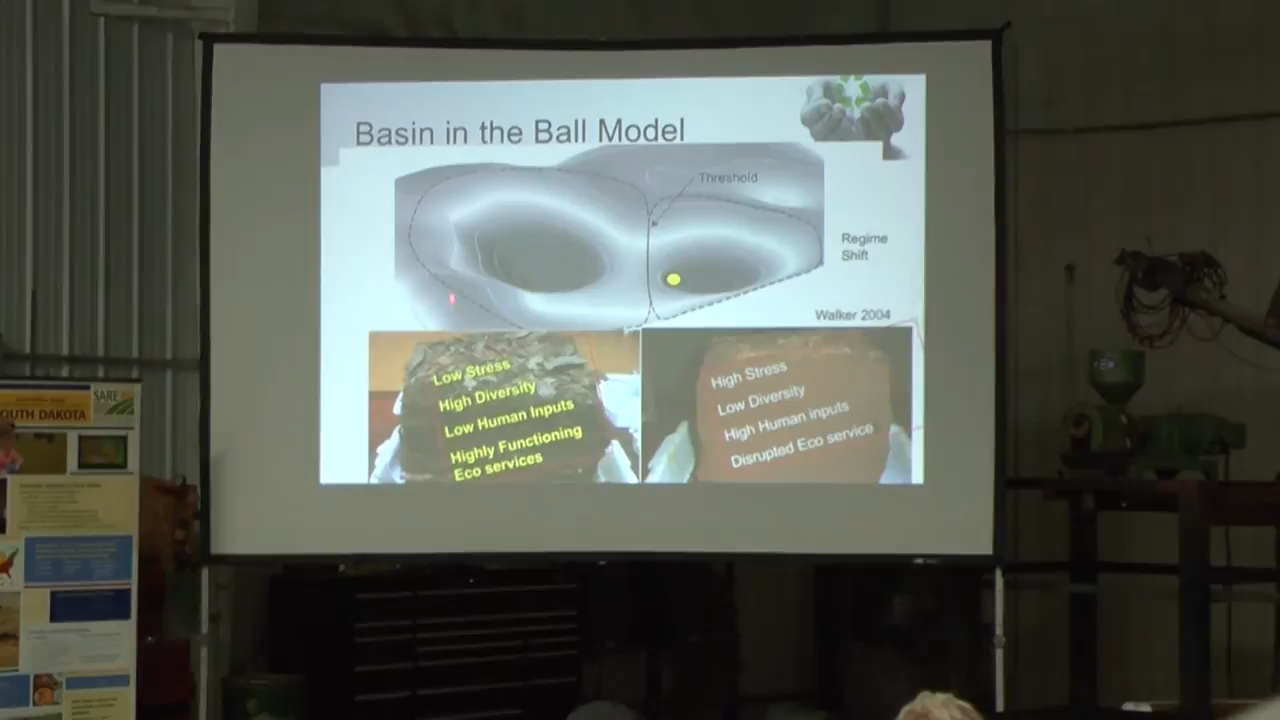 Basin in the Ball Model
Threshold
Regime
Shift
Walker 2004
Low Stress
High Diversity
Low Human Inputs
Highly Functioning
Eco services
High Stress
Low Diversity
High Human inputs
Disrupted Eco service
SARE
OUTH DAKOTA